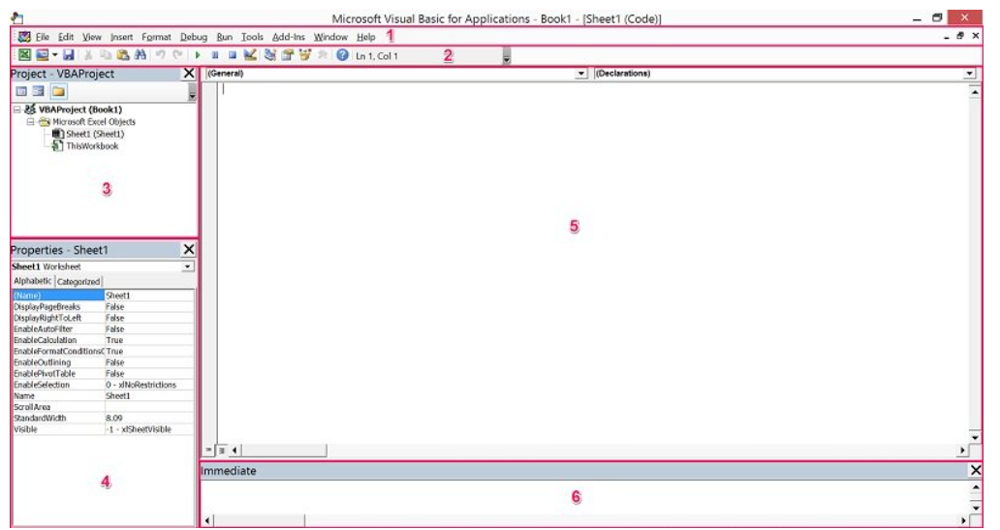 Microsoft Visual Basic for Applications - Book1 - [Sheet1 (Code)]
File Edit View Insert Format Debug Run Tools Add-Ins Window Help 1
Ln 1, Col 1 2
Project - VBAProject
VBAProject (Book1)
Microsoft Excel Objects
Sheet1 (Sheet1)
ThisWorkbook
3
(General) (Declarations)
5
Properties - Sheet1
Sheet1 Worksheet
Alphabetic Categorized
(Name) Sheet1
DisplayPageBreaks False
DisplayRightToLeft False
EnableAutoFilter False
EnableCalculation True
EnableFormatConditionsC True
EnableOutlining False
EnablePivotTable False
EnableSelection 0 - xlNoRestrictions
Name Sheet1
ScrollArea
StandardWidth 8.09
Visible -1 - xlSheetVisible
4
Immediate
6